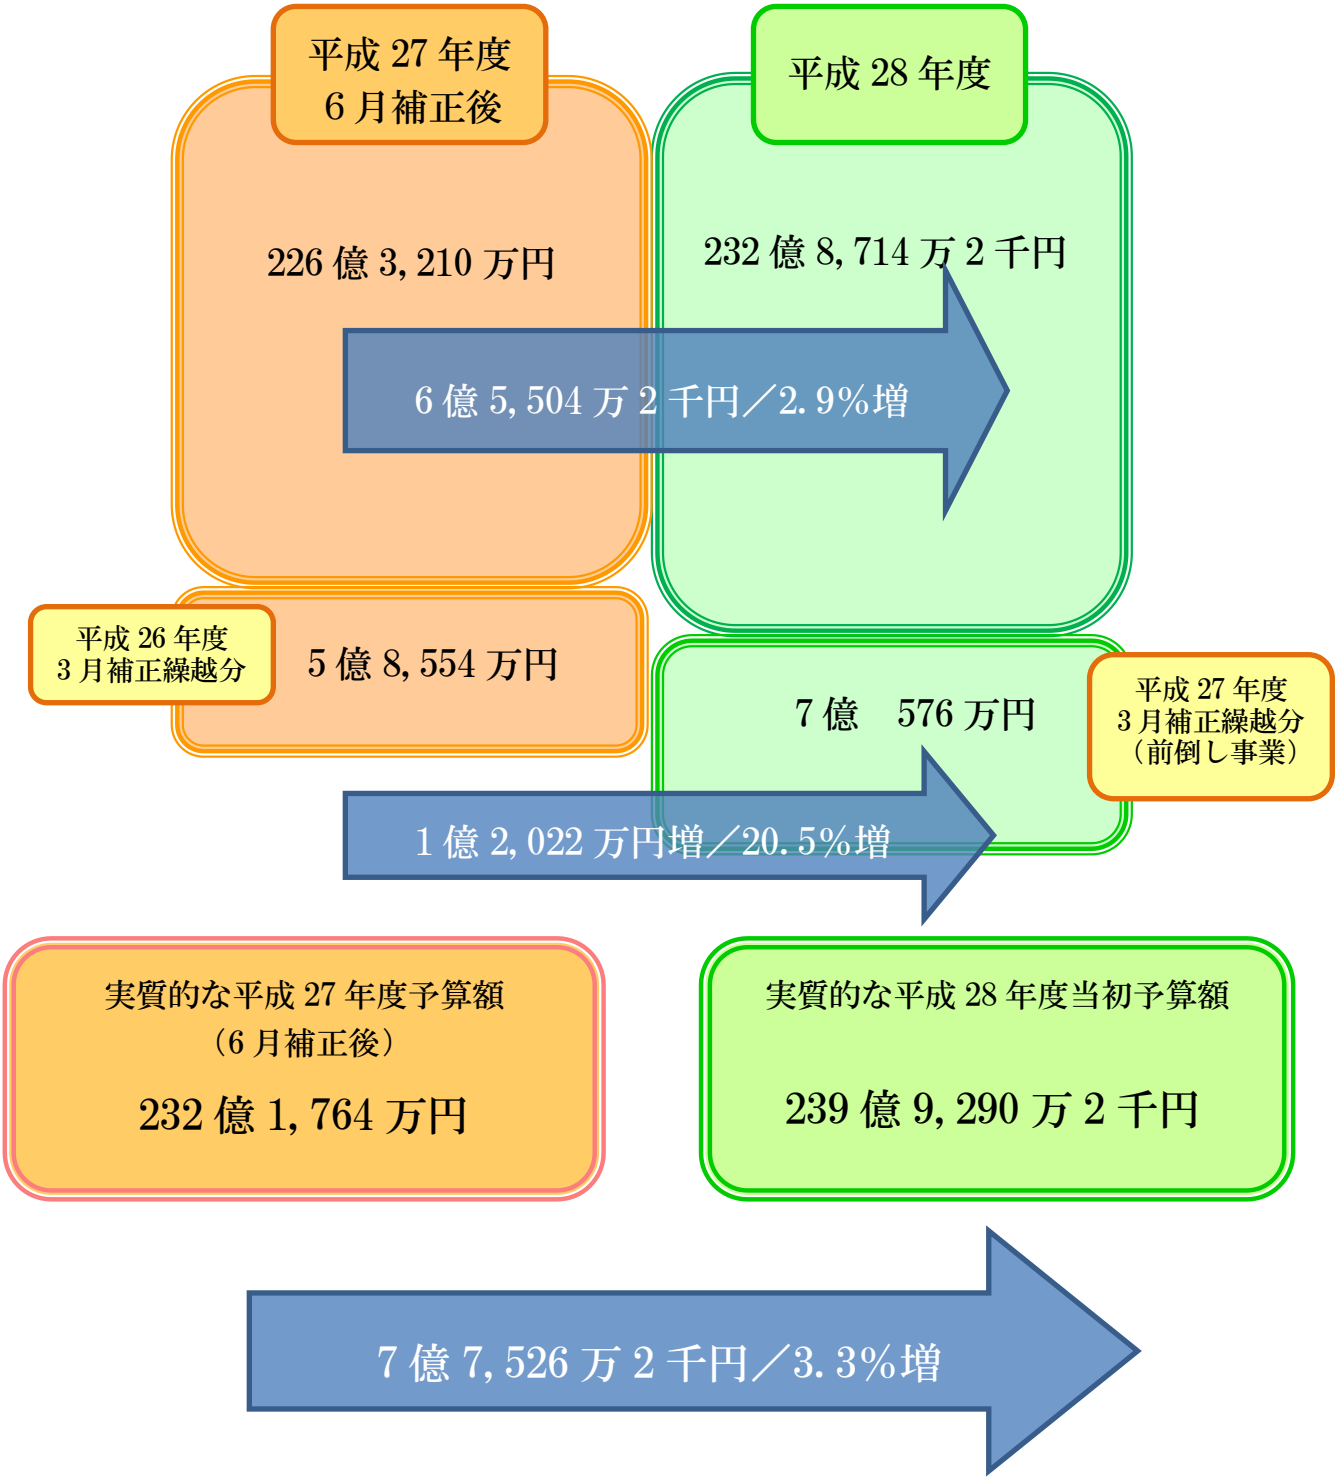 平成 27 年度
6 月補正後
平成 28 年度
226 億 3, 210 万円
232 億 8, 714 万 2 千円
6 億 5, 504 万 2 千円／2. 9％増
平成 26 年度
3 月補正繰越分
5 億 8, 554 万円
7 億　576 万円
平成 27 年度
3 月補正繰越分
（前倒し事業）
1 億 2, 022 万円増／20. 5％増
実質的な平成 27 年度予算額
（6 月補正後）
232 億 1, 764 万円
実質的な平成 28 年度当初予算額
239 億 9, 290 万 2 千円
7 億 7, 526 万 2 千円／3. 3％増